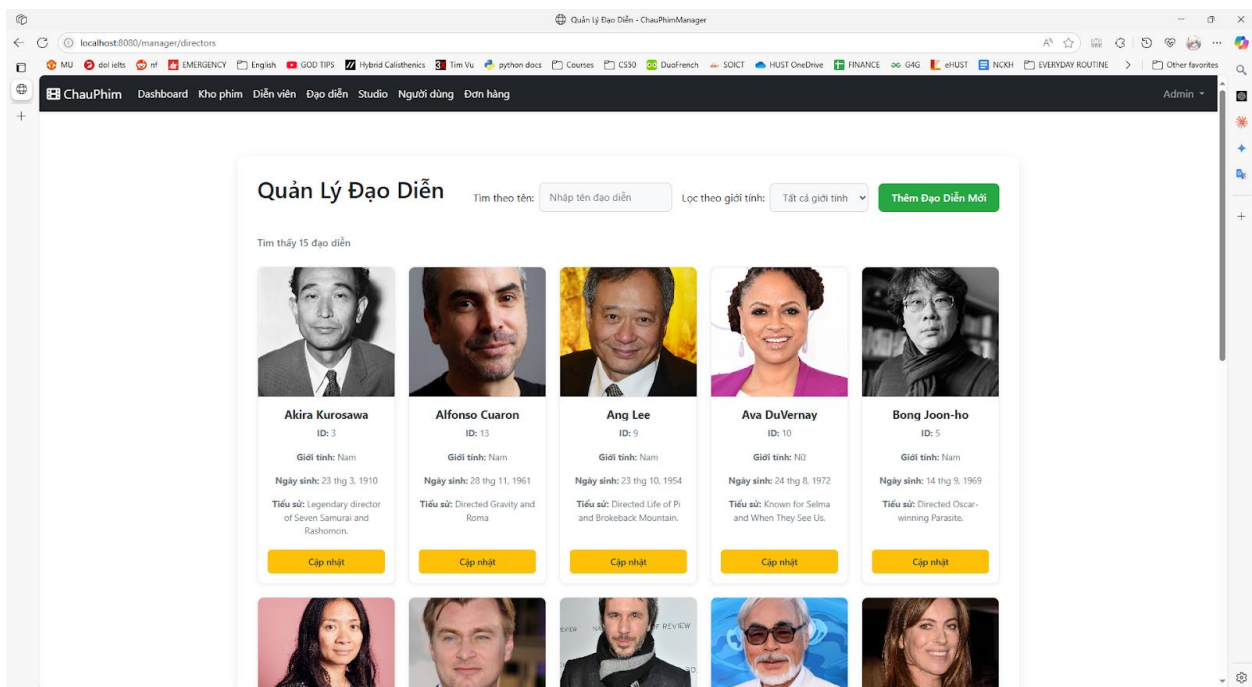 Quản Lý Đạo Diễn - ChauPhimManager
localhost:8080/manager/directors
MU dol ielts nf EMERGENCY English GOD TIPS Hybrid Calisthenics Tim Vu python docs Courses CS50 DuoFrench SOICT HUST OneDrive FINANCE G4G eHUST NCKH EVERYDAY ROUTINE Other favorites
ChauPhim Dashboard Kho phim Diễn viên Đạo diễn Studio Người dùng Đơn hàng Admin
Quản Lý Đạo Diễn Tìm theo tên: Nhập tên đạo diễn Lọc theo giới tính: Tất cả giới tính Thêm Đạo Diễn Mới
Tìm thấy 15 đạo diễn
Akira Kurosawa
ID: 3
Giới tính: Nam
Ngày sinh: 23 thg 3, 1910
Tiểu sử: Legendary director
of Seven Samurai and
Rashomon.
Cập nhật
Alfonso Cuaron
ID: 13
Giới tính: Nam
Ngày sinh: 28 thg 11, 1961
Tiểu sử: Directed Gravity and
Roma
Cập nhật
Ang Lee
ID: 9
Giới tính: Nam
Ngày sinh: 23 thg 10, 1954
Tiểu sử: Directed Life of Pi
and Brokeback Mountain.
Cập nhật
Ava DuVernay
ID: 10
Giới tính: Nữ
Ngày sinh: 24 thg 8, 1972
Tiểu sử: Known for Selma
and When They See Us.
Cập nhật
Bong Joon-ho
ID: 5
Giới tính: Nam
Ngày sinh: 14 thg 9, 1969
Tiểu sử: Directed Oscar-
winning Parasite.
Cập nhật
OF REVIEW